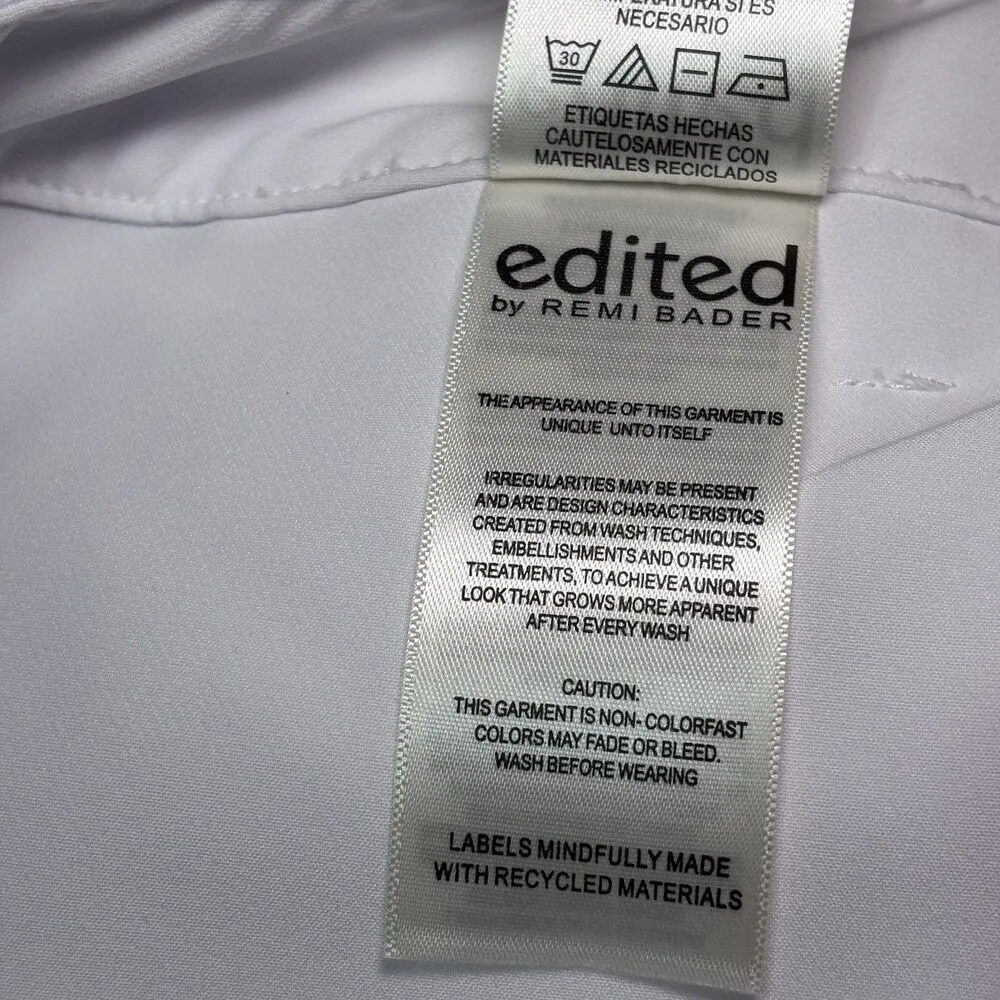 TEMPERATURA SI ES
NECESARIO
30
ETIQUETAS HECHAS
CAUTELOSAMENTE CON
MATERIALES RECICLADOS
edited
by REMI BADER
THE APPEARANCE OF THIS GARMENT IS
UNIQUE UNTO ITSELF
IRREGULARITIES MAY BE PRESENT
AND ARE DESIGN CHARACTERISTICS
CREATED FROM WASH TECHNIQUES,
EMBELLISHMENTS AND OTHER
TREATMENTS, TO ACHIEVE A UNIQUE
LOOK THAT GROWS MORE APPARENT
AFTER EVERY WASH
CAUTION:
THIS GARMENT IS NON- COLORFAST
COLORS MAY FADE OR BLEED.
WASH BEFORE WEARING
LABELS MINDFULLY MADE
WITH RECYCLED MATERIALS